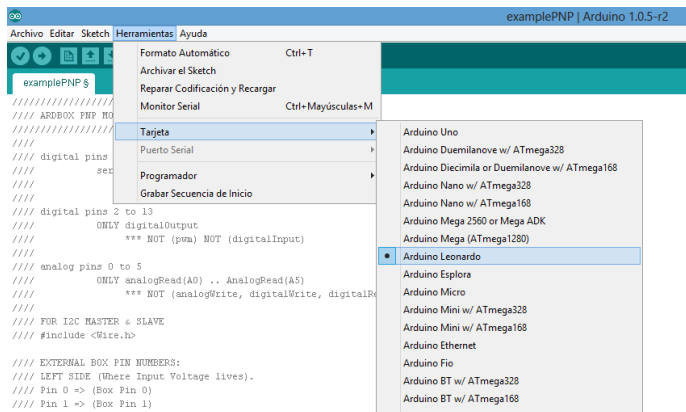 examplePNP | Arduino 1.0.5-r2
Archivo Editar Sketch Herramientas Ayuda
Formato Automático Ctrl+T
Archivar el Sketch
Reparar Codificación y Recargar
Monitor Serial Ctrl+Mayúsculas+M
Tarjeta
Puerto Serial
Programador
Grabar Secuencia de Inicio
Arduino Uno
Arduino Duemilanove w/ ATmega328
Arduino Diecimila or Duemilanove w/ ATmega168
Arduino Nano w/ ATmega328
Arduino Nano w/ ATmega168
Arduino Mega 2560 or Mega ADK
Arduino Mega (ATmega1280)
Arduino Leonardo
Arduino Esplora
Arduino Micro
Arduino Mini w/ ATmega328
Arduino Mini w/ ATmega168
Arduino Ethernet
Arduino Fio
Arduino BT w/ ATmega328
Arduino BT w/ ATmega168
examplePNP §
//////////////////
//// ARDBOX PNP MO
//////////////////
////
//// digital pins
//// ser
////
////
//// digital pins 2 to 13
//// ONLY digitalOutput
//// *** NOT (pwm) NOT (digitalInput)
////
//// analog pins 0 to 5
//// ONLY analogRead(A0) .. AnalogRead(A5)
//// *** NOT (analogWrite, digitalWrite, digitalRe
////
//// FOR I2C MASTER & SLAVE
//// #include <Wire.h>
//// EXTERNAL BOX PIN NUMBERS:
//// LEFT SIDE (Where Input Voltage lives).
//// Pin 0 => (Box Pin 0)
//// Pin 1 => (Box Pin 1)